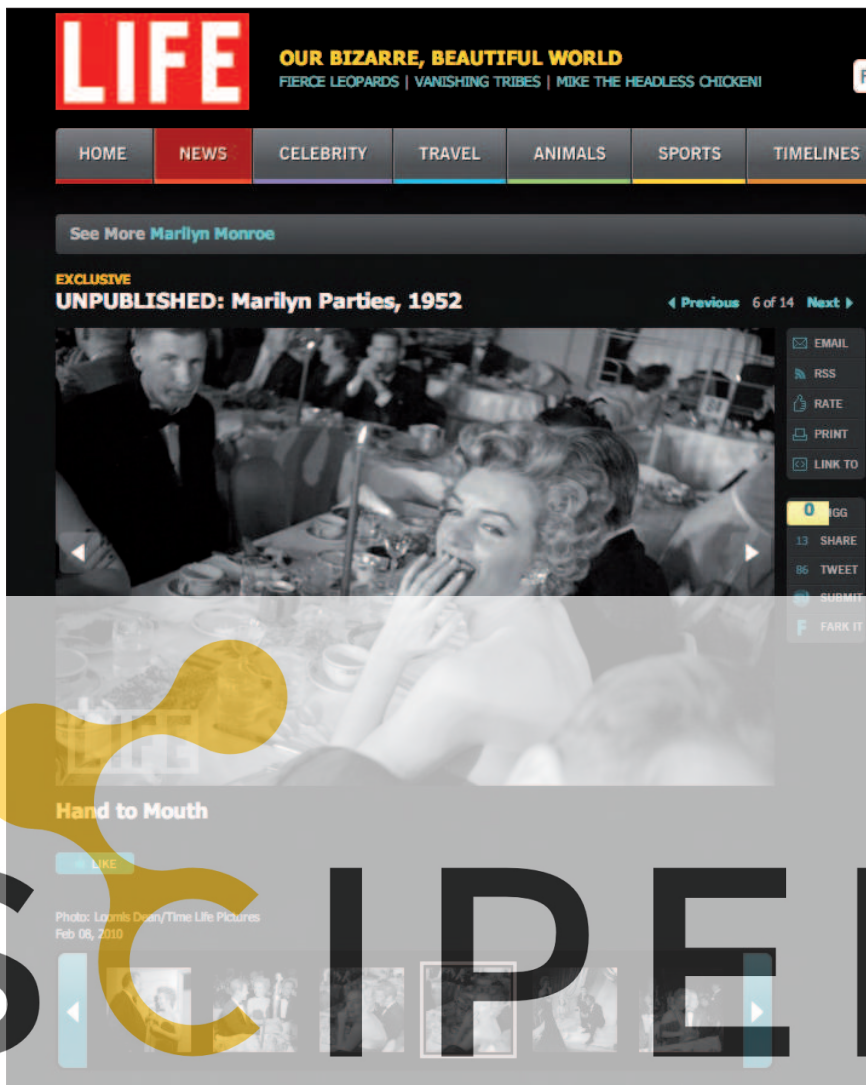 LIFE
OUR BIZARRE, BEAUTIFUL WORLD
FIERCE LEOPARDS | VANISHING TRIBES | MIKE THE HEADLESS CHICKEN!
HOME NEWS CELEBRITY TRAVEL ANIMALS SPORTS TIMELINES
See More Marilyn Monroe
EXCLUSIVE
UNPUBLISHED: Marilyn Parties, 1952
Previous 6 of 14 Next
EMAIL
RSS
RATE
PRINT
LINK TO
0 IGG
13 SHARE
86 TWEET
SUBMIT
F FARK IT
LIFE
Hand to Mouth
LIKE
Photo: Loomis Dean/Time Life Pictures
Feb 08, 2010
SCIPE